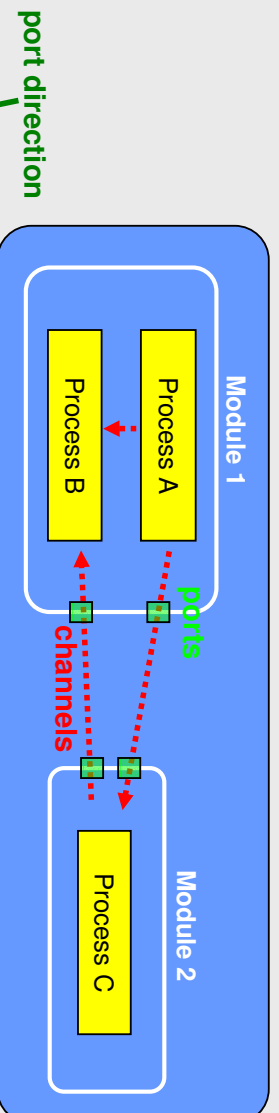 port direction
Module 1
Process A
Process B
ports
channels
Module 2
Process C